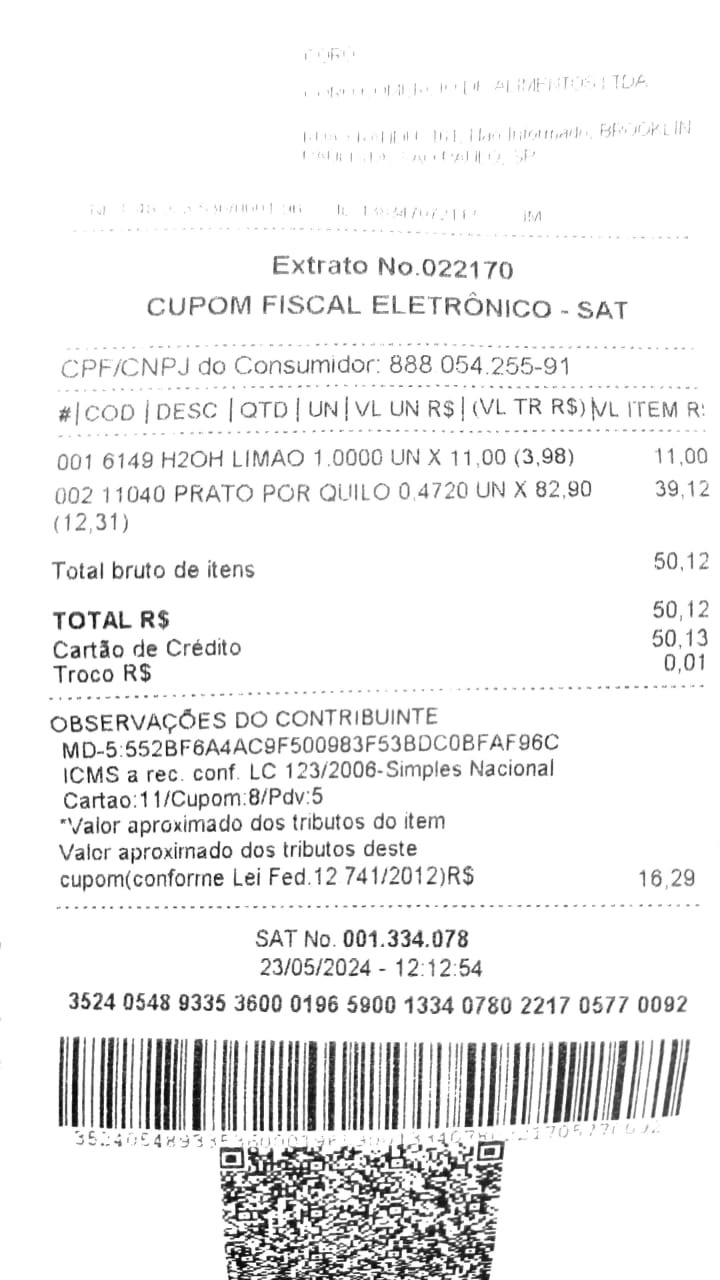 CORO
CORO COMERCIO DE ALIMENTOS LTDA
161, Nao Informado, BROOKLIN
PAULISTA, SAO PAULO, SP
IM
Extrato No.022170
CUPOM FISCAL ELETRÔNICO - SAT
CPF/CNPJ do Consumidor: 888 054.255-91
#|COD |DESC |QTD|UN|VL UN R$|(VL TR R$)|VL ITEM R$
001 6149 H2OH LIMAO 1.0000 UN X 11,00 (3,98) 11,00
002 11040 PRATO POR QUILO 0,4720 UN X 82,90 39,12
(12,31)
Total bruto de itens 50,12
TOTAL R$ 50,12
Cartão de Crédito 50,13
Troco R$ 0,01
OBSERVAÇÕES DO CONTRIBUINTE
MD-5:552BF6A4AC9F500983F53BDC0BFAF96C
ICMS a rec. conf. LC 123/2006-Simples Nacional
Cartao:11/Cupom:8/Pdv:5
*Valor aproximado dos tributos do item
Valor aproximado dos tributos deste
cupom(conforme Lei Fed.12 741/2012)R$ 16,29
SAT No. 001.334.078
23/05/2024 - 12:12:54
3524 0548 9335 3600 0196 5900 1334 0780 2217 0577 0092